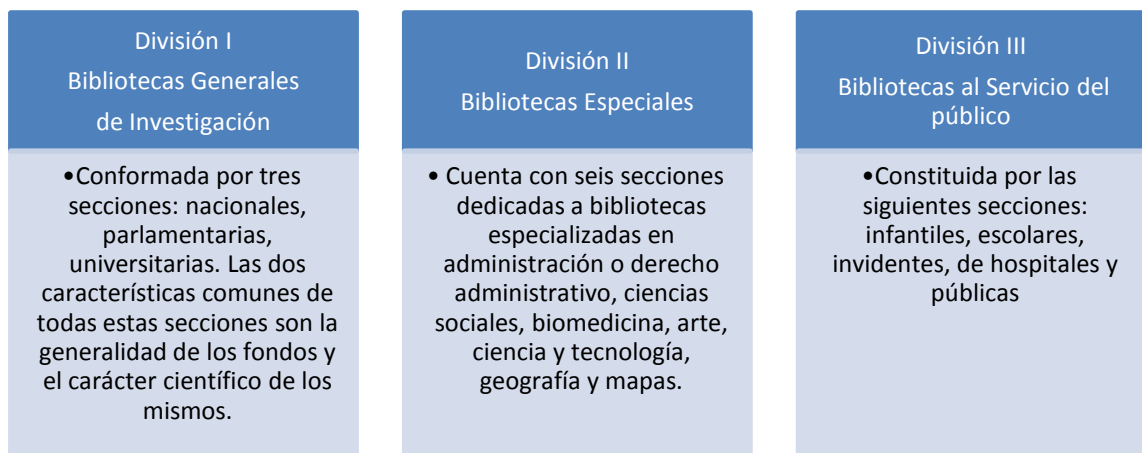 División I
Bibliotecas Generales
de Investigación
•Conformada por tres
secciones: nacionales,
parlamentarias,
universitarias. Las dos
características comunes de
todas estas secciones son la
generalidad de los fondos y
el carácter científico de los
mismos.
División II
Bibliotecas Especiales
• Cuenta con seis secciones
dedicadas a bibliotecas
especializadas en
administración o derecho
administrativo, ciencias
sociales, biomedicina, arte,
ciencia y tecnología,
geografía y mapas.
División III
Bibliotecas al Servicio del
público
•Constituida por las
siguientes secciones:
infantiles, escolares,
invidentes, de hospitales y
públicas